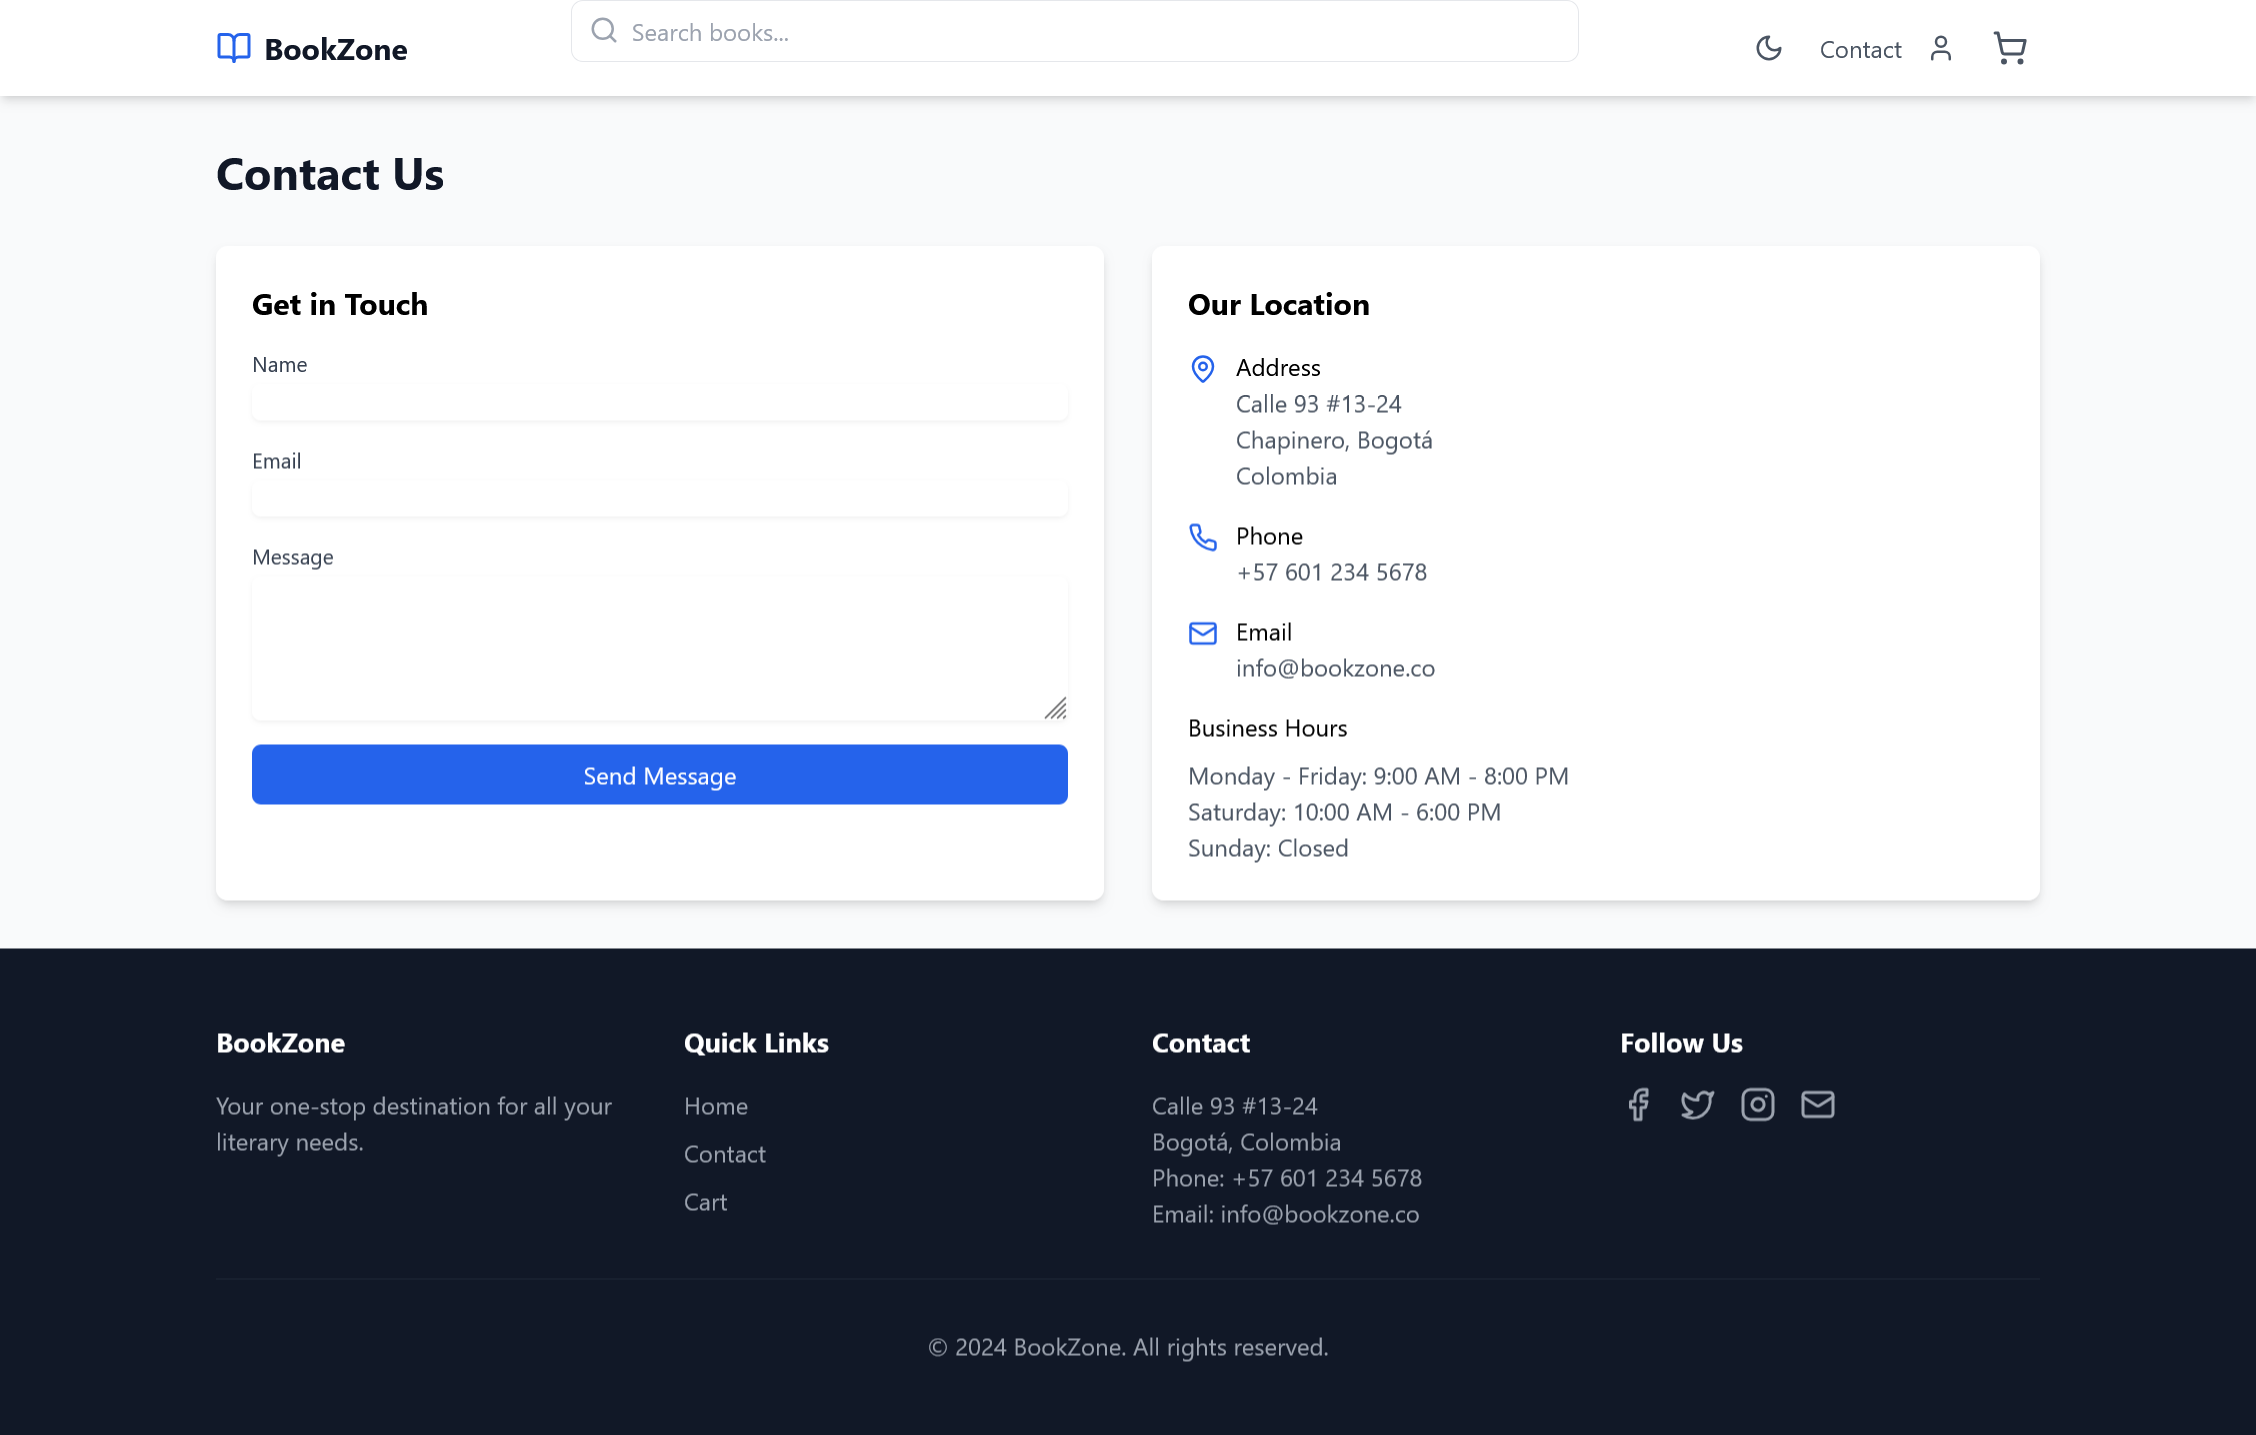 BookZone
Search books...
Contact
Contact Us
Get in Touch
Name
Email
Message
Send Message
Our Location
Address
Calle 93 #13-24
Chapinero, Bogotá
Colombia
Phone
+57 601 234 5678
Email
info@bookzone.co
Business Hours
Monday - Friday: 9:00 AM - 8:00 PM
Saturday: 10:00 AM - 6:00 PM
Sunday: Closed
BookZone
Your one-stop destination for all your
literary needs.
Quick Links
Home
Contact
Cart
Contact
Calle 93 #13-24
Bogotá, Colombia
Phone: +57 601 234 5678
Email: info@bookzone.co
Follow Us
© 2024 BookZone. All rights reserved.